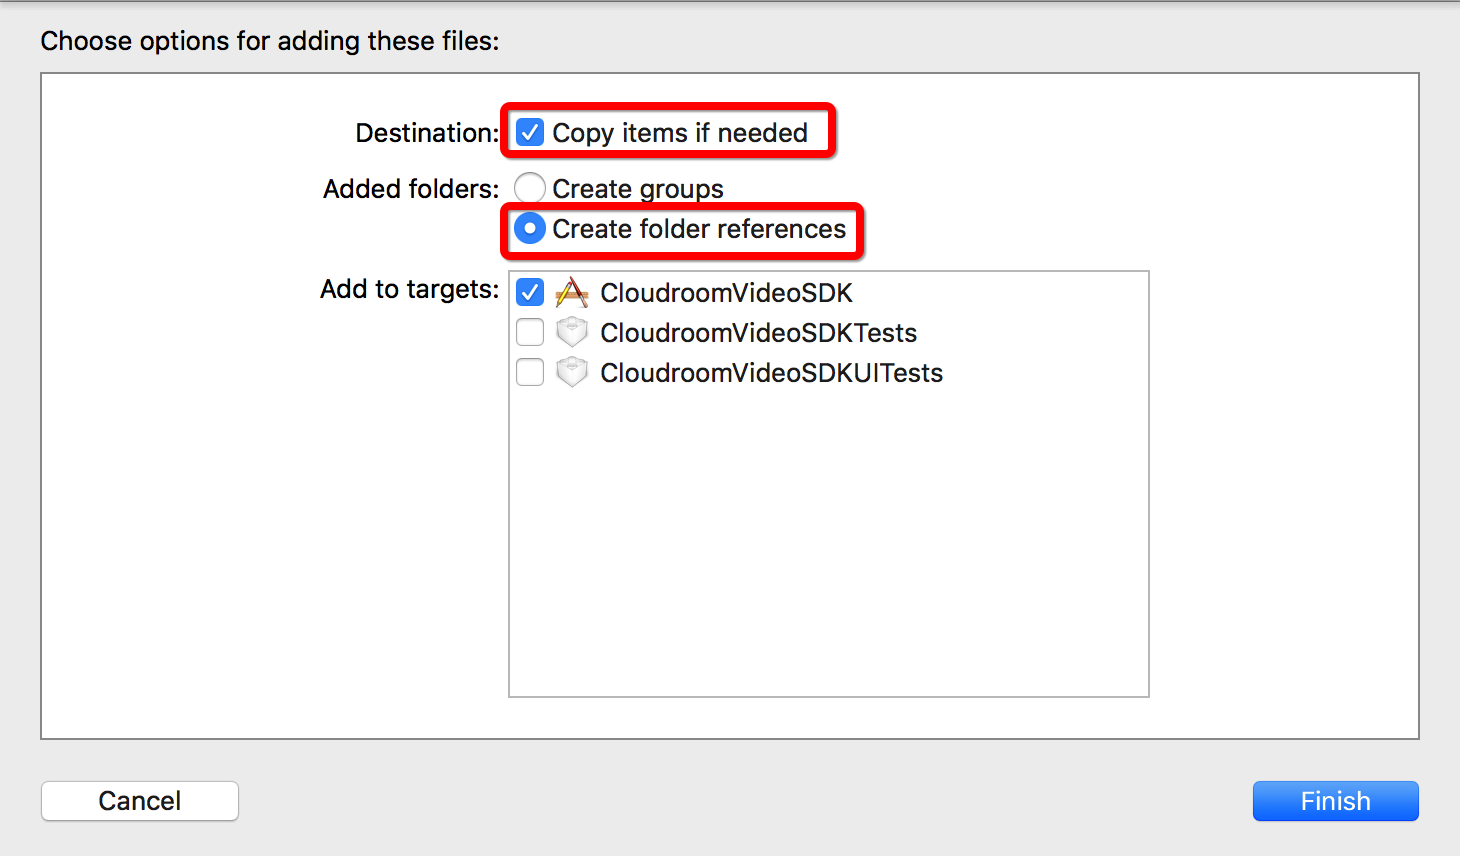 Choose options for adding these files:
Destination: Copy items if needed
Added folders: Create groups
Create folder references
Add to targets: CloudroomVideoSDK
CloudroomVideoSDKTests
CloudroomVideoSDKUITests
Cancel Finish